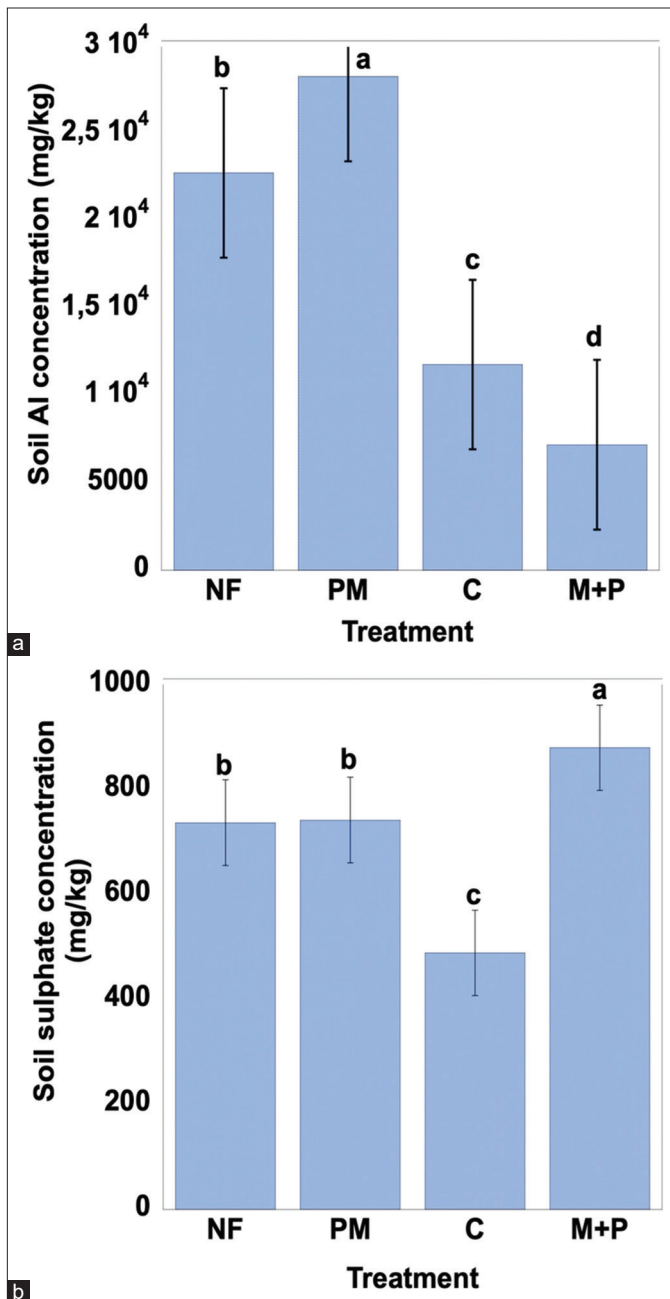 Soil Al concentration (mg/kg)
3 10⁴
2,5 10⁴
2 10⁴
1,5 10⁴
1 10⁴
5000
0
b
a
c
d
NF PM C M+P
Treatment
a
Soil sulphate concentration
(mg/kg)
1000
800
600
400
200
0
b
b
c
a
NF PM C M+P
Treatment
b